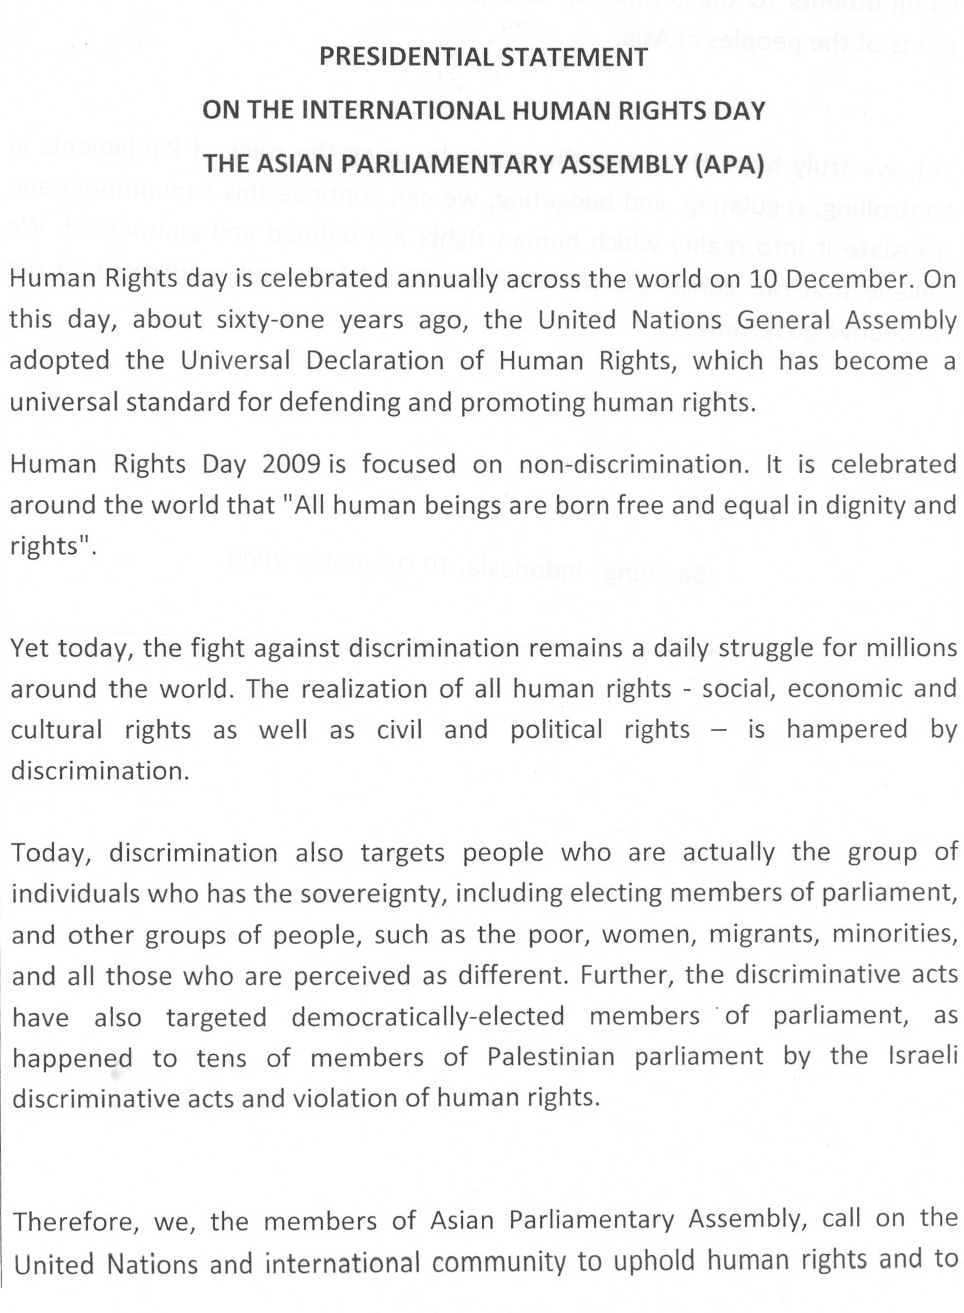 PRESIDENTIAL STATEMENT
ON THE INTERNATIONAL HUMAN RIGHTS DAY
THE ASIAN PARLIAMENTARY ASSEMBLY (APA)
Human Rights day is celebrated annually across the world on 10 December. On
this day, about sixty-one years ago, the United Nations General Assembly
adopted the Universal Declaration of Human Rights, which has become a
universal standard for defending and promoting human rights.
Human Rights Day 2009 is focused on non-discrimination. It is celebrated
around the world that "All human beings are born free and equal in dignity and
rights".
Yet today, the fight against discrimination remains a daily struggle for millions
around the world. The realization of all human rights - social, economic and
cultural rights as well as civil and political rights – is hampered by
discrimination.
Today, discrimination also targets people who are actually the group of
individuals who has the sovereignty, including electing members of parliament,
and other groups of people, such as the poor, women, migrants, minorities,
and all those who are perceived as different. Further, the discriminative acts
have also targeted democratically-elected members of parliament, as
happened to tens of members of Palestinian parliament by the Israeli
discriminative acts and violation of human rights.
Therefore, we, the members of Asian Parliamentary Assembly, call on the
United Nations and international community to uphold human rights and to